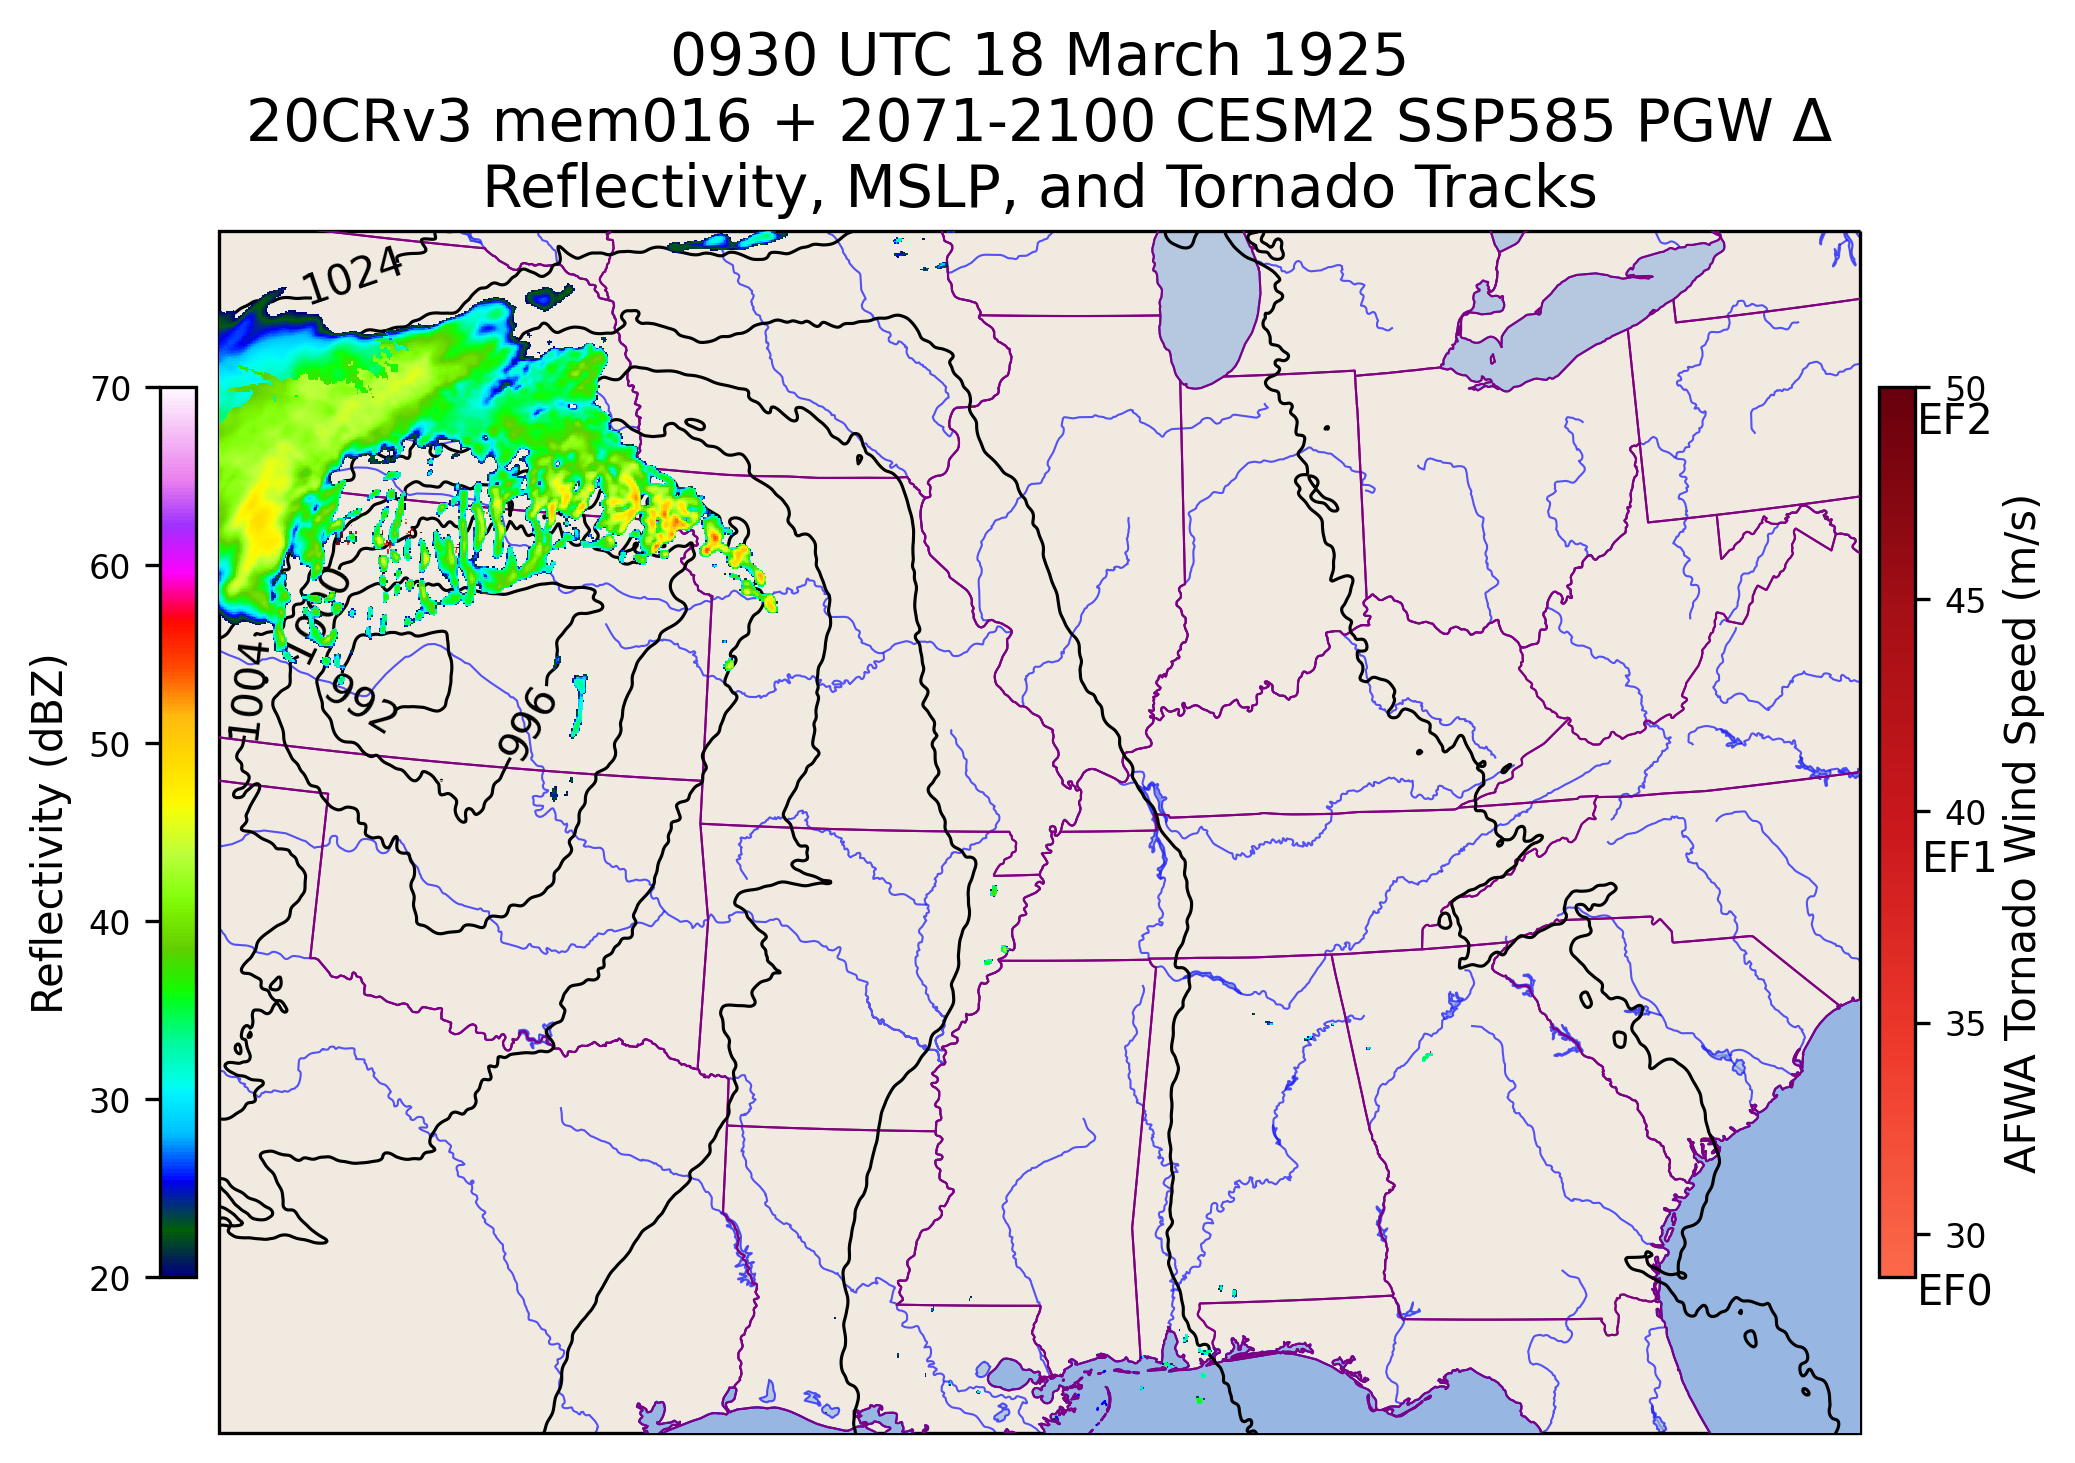 0930 UTC 18 March 1925
20CRv3 mem016 + 2071-2100 CESM2 SSP585 PGW Δ
Reflectivity, MSLP, and Tornado Tracks
1024
1000
1004
992
996
70
60
50
40
30
20
Reflectivity (dBZ)
50
EF2
45
40
EF1
35
30
EF0
AFWA Tornado Wind Speed (m/s)